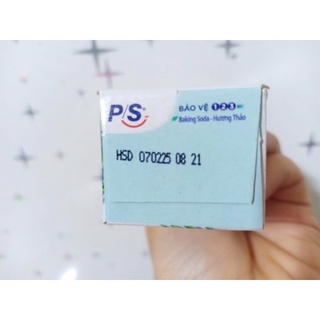 P/S
BẢO VỆ 123
Baking Soda - Hương Thảo
HSD 070225 08 21